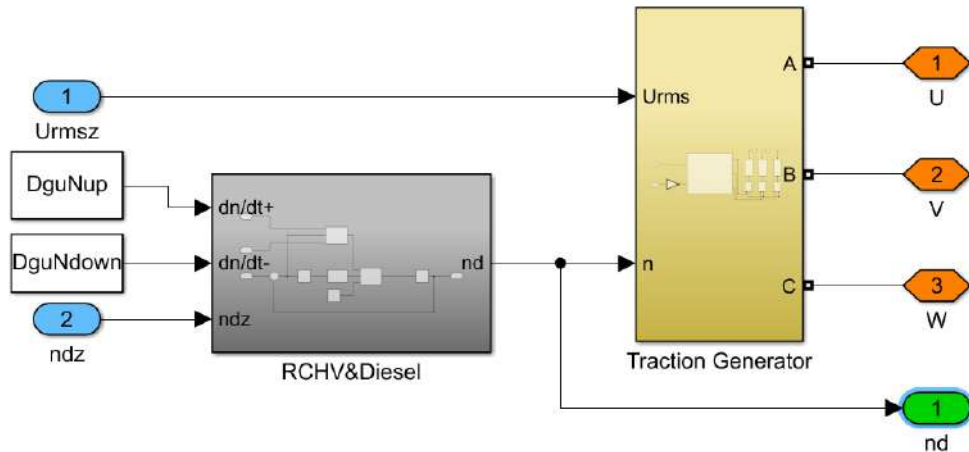 1
Urmsz
DguNup
DguNdown
2
ndz
dn/dt+
dn/dt-
ndz
nd
RCHV&Diesel
Urms
n
A
B
C
Traction Generator
1
U
2
V
3
W
1
nd